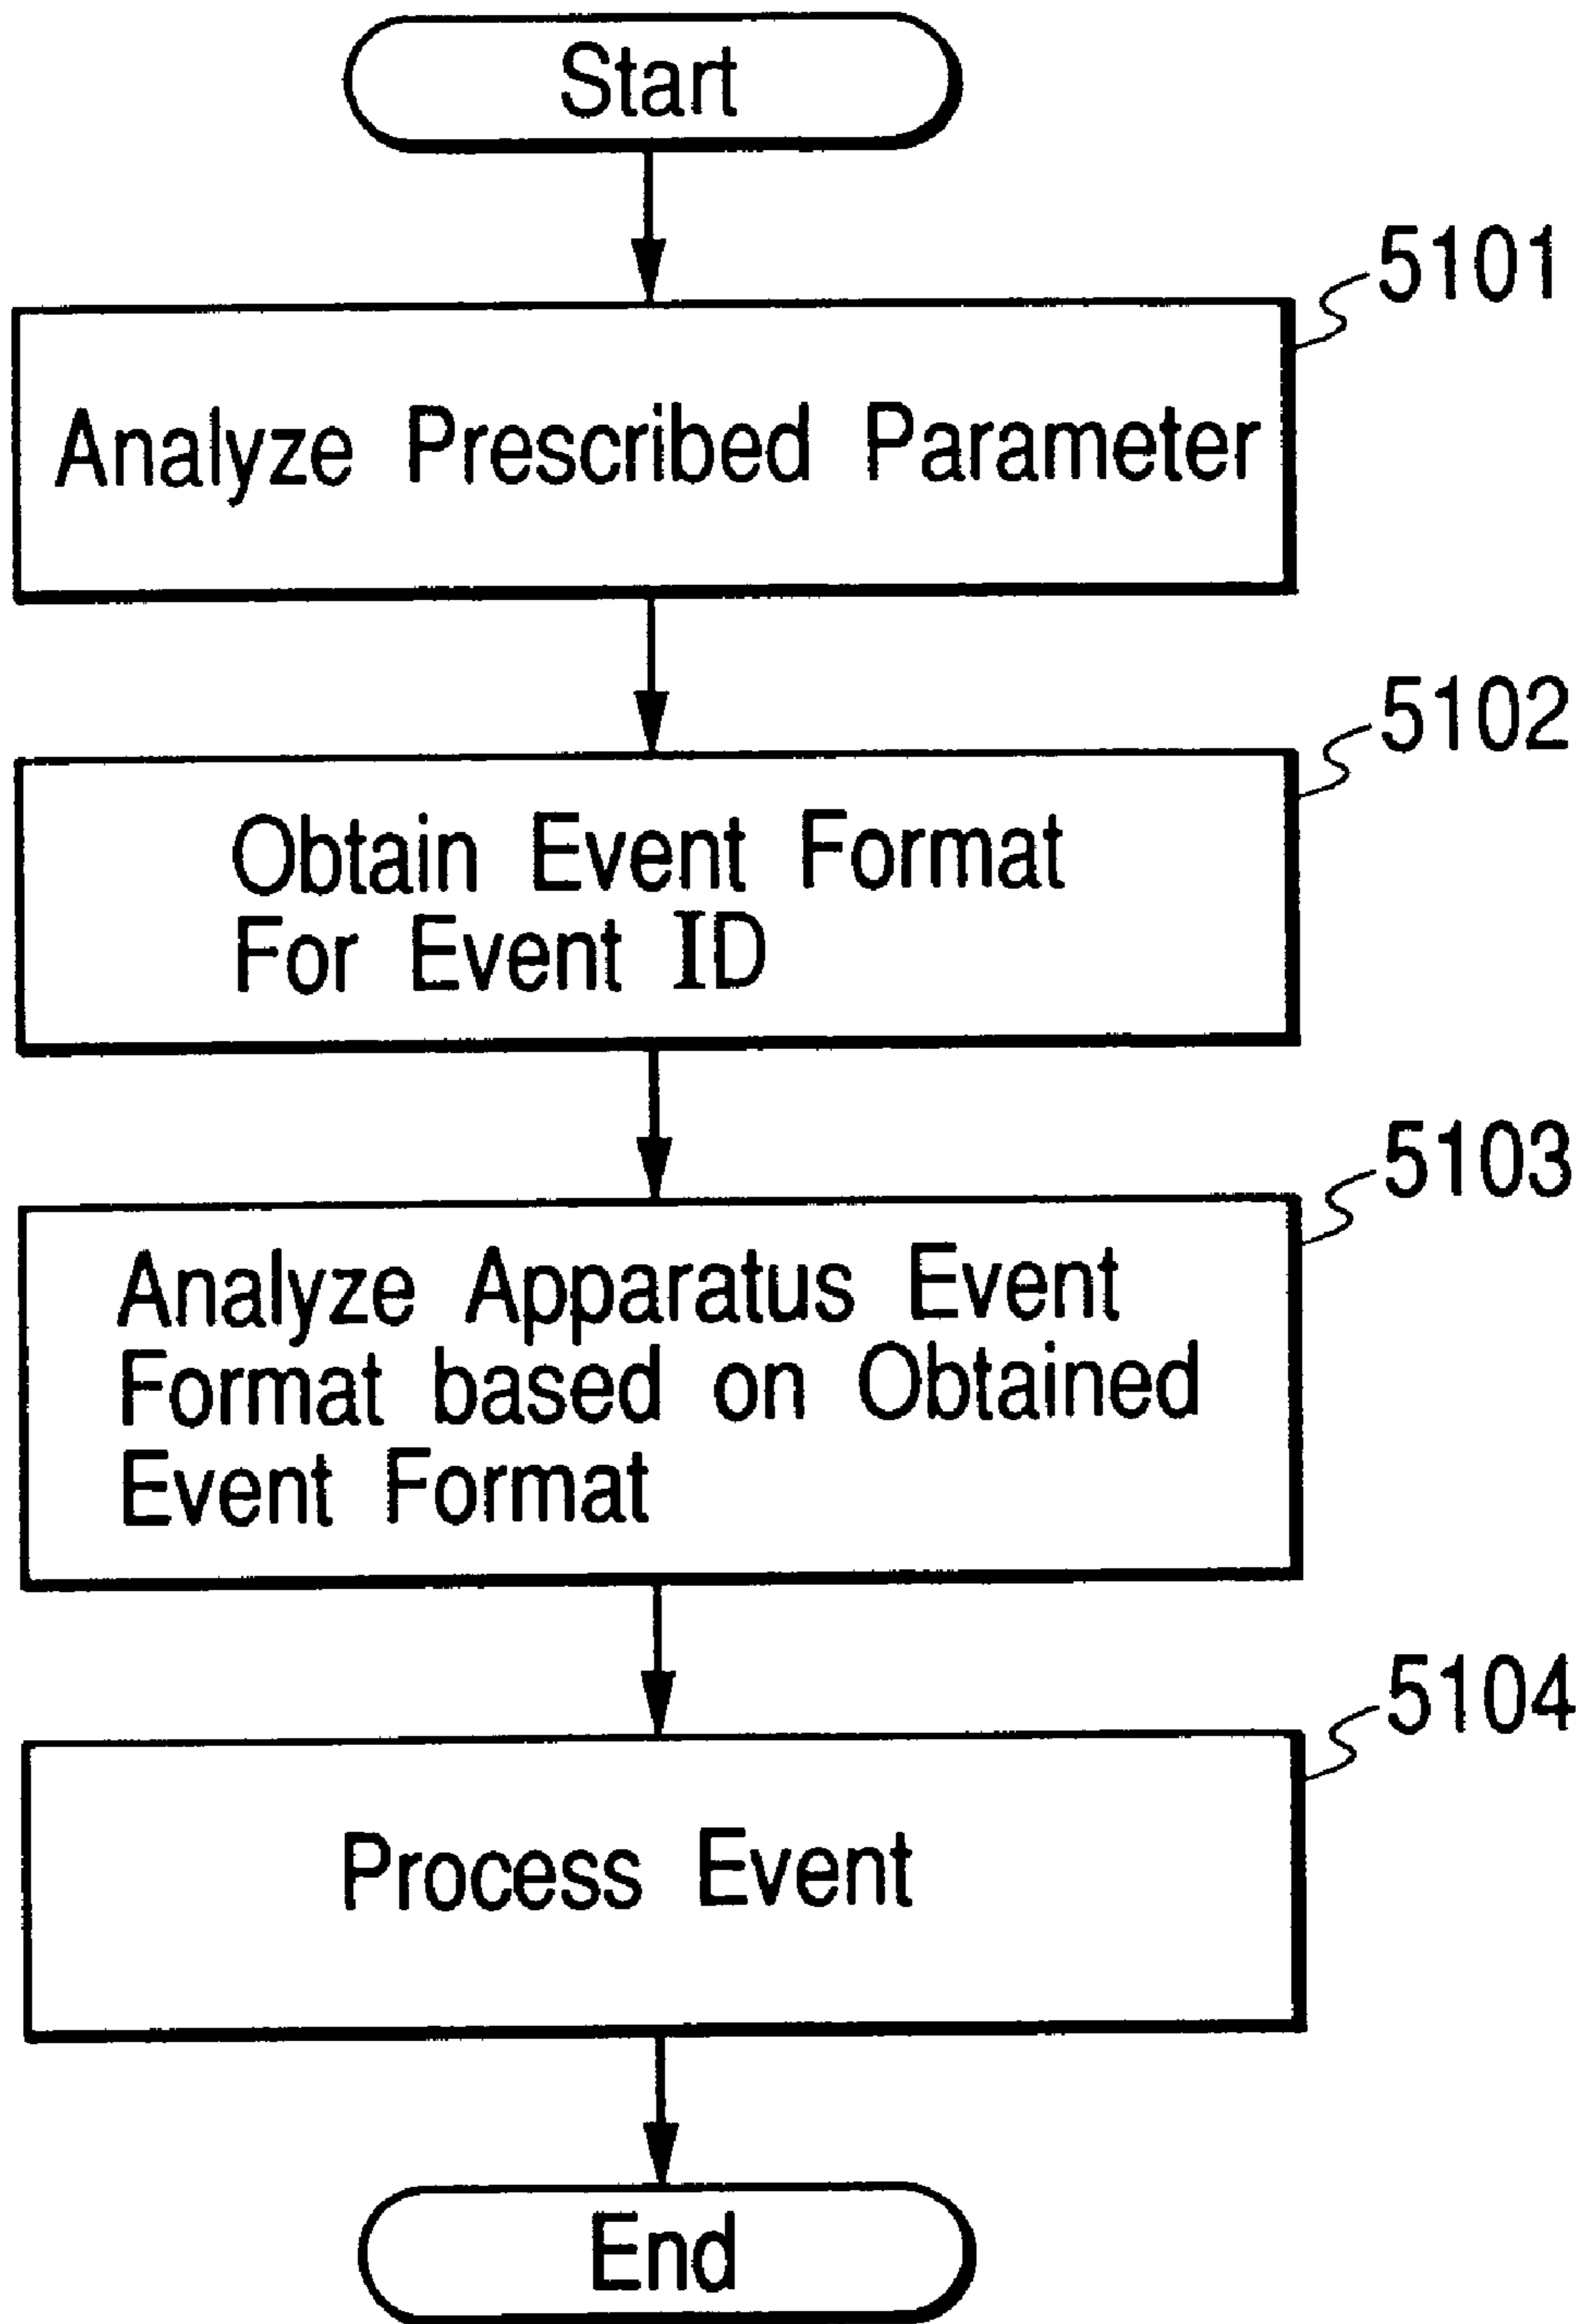 Start
5101
Analyze Prescribed Parameter
5102
Obtain Event Format
For Event ID
5103
Analyze Apparatus Event
Format based on Obtained
Event Format
5104
Process Event
End